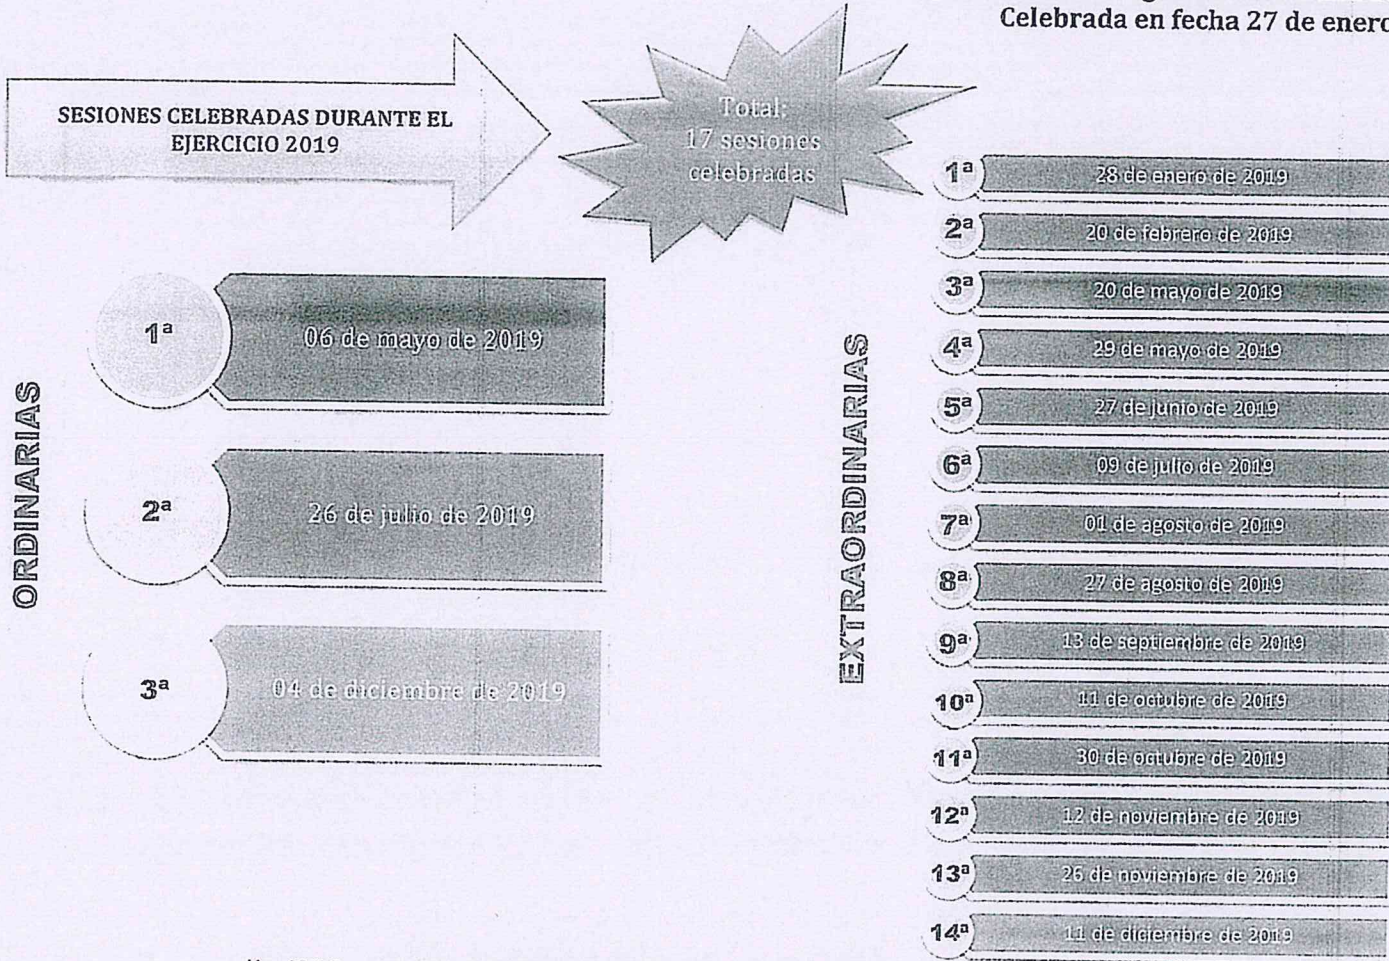 Celebrada en fecha 27 de enero
SESIONES CELEBRADAS DURANTE EL
EJERCICIO 2019
Total:
17 sesiones
celebradas
ORDINARIAS
1ª
06 de mayo de 2019
2ª
26 de julio de 2019
3ª
04 de diciembre de 2019
EXTRAORDINARIAS
1ª
28 de enero de 2019
2ª
20 de febrero de 2019
3ª
20 de mayo de 2019
4ª
29 de mayo de 2019
5ª
27 de junio de 2019
6ª
09 de julio de 2019
7ª
01 de agosto de 2019
8ª
27 de agosto de 2019
9ª
13 de septiembre de 2019
10ª
11 de octubre de 2019
11ª
30 de octubre de 2019
12ª
12 de noviembre de 2019
13ª
26 de noviembre de 2019
14ª
11 de diciembre de 2019